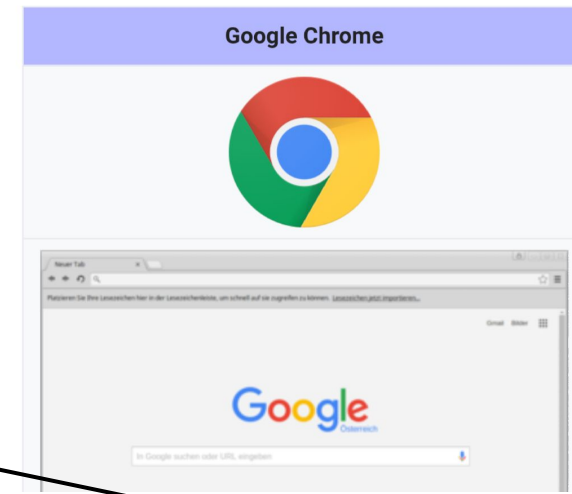 Google Chrome
Neuer Tab
Platzieren Sie Ihre Lesezeichen hier in der Lesezeichenleiste, um schnell auf sie zugreifen zu können. Lesezeichen jetzt importieren...
Gmail Bilder
Google
Österreich
In Google suchen oder URL eingeben